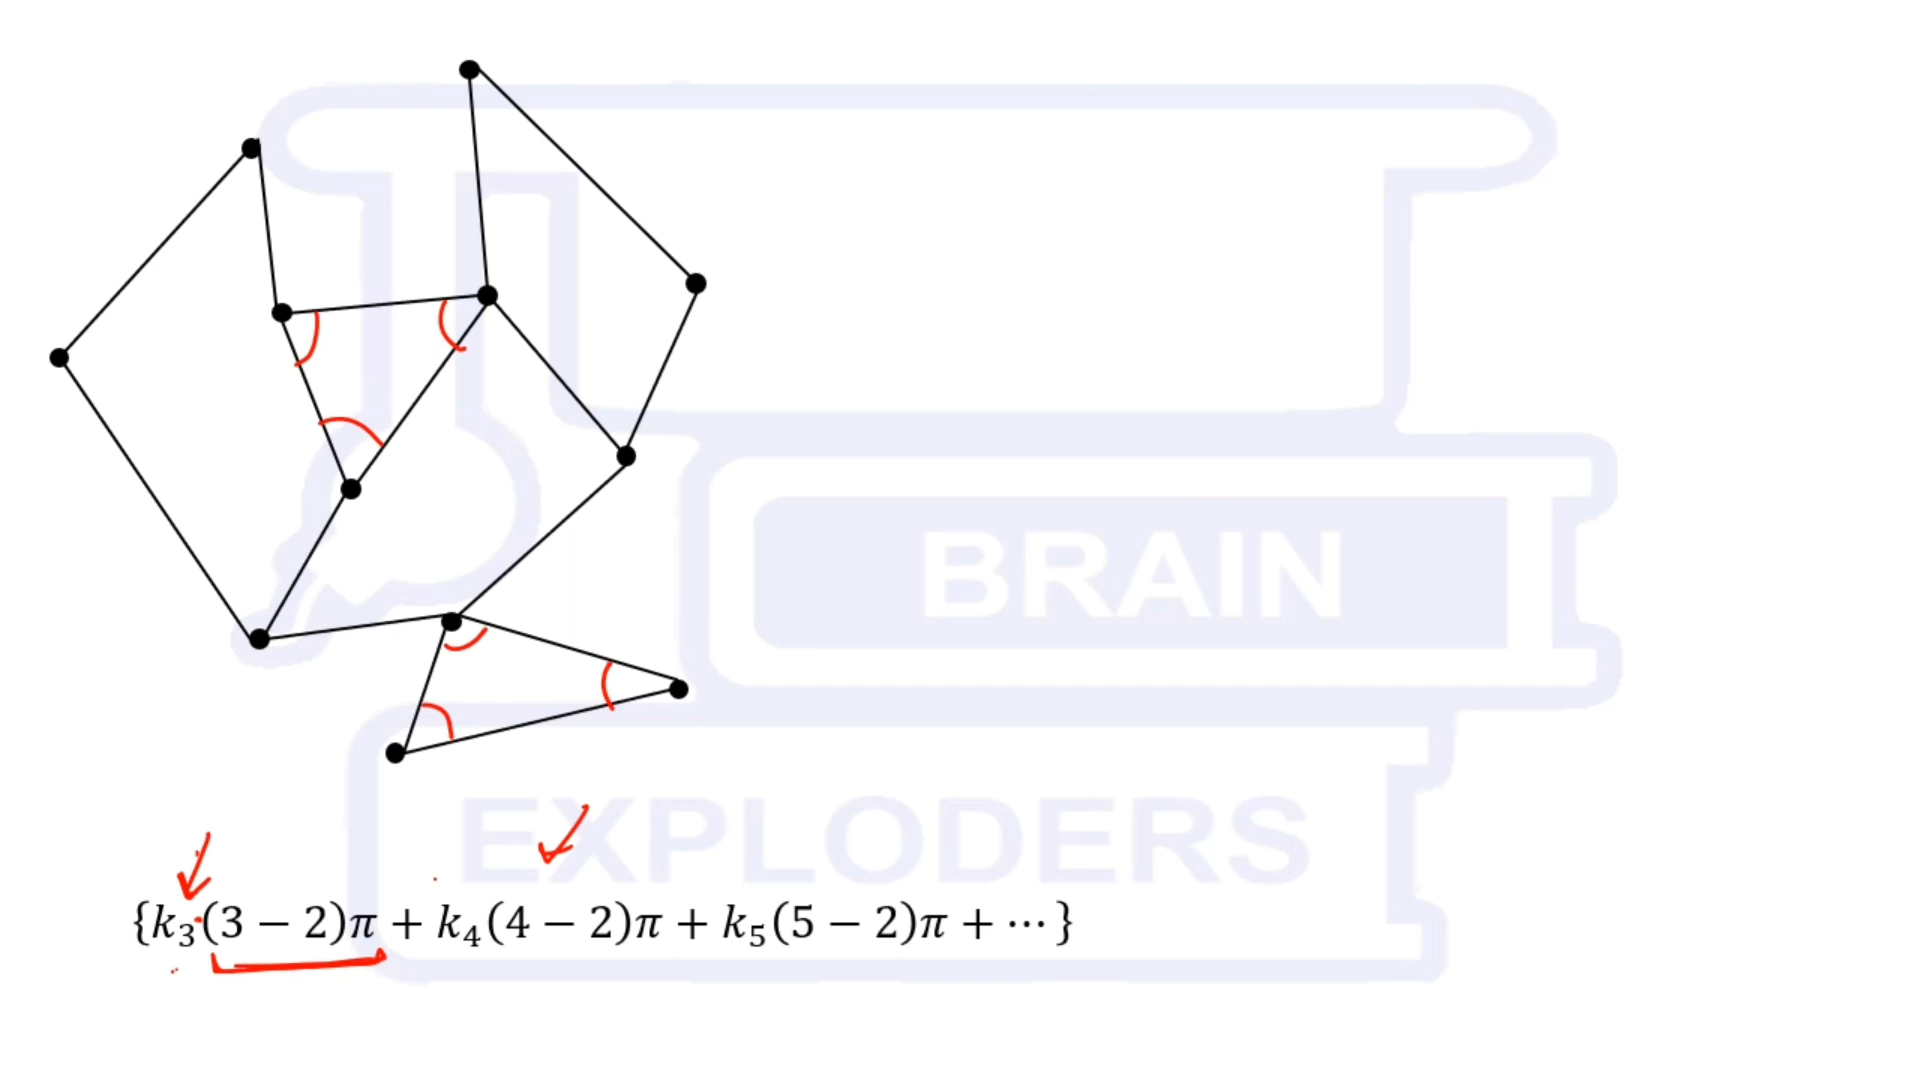 BRAIN
EXPLODERS
{k₃(3 − 2)π + k₄(4 − 2)π + k₅(5 − 2)π + ⋯ }